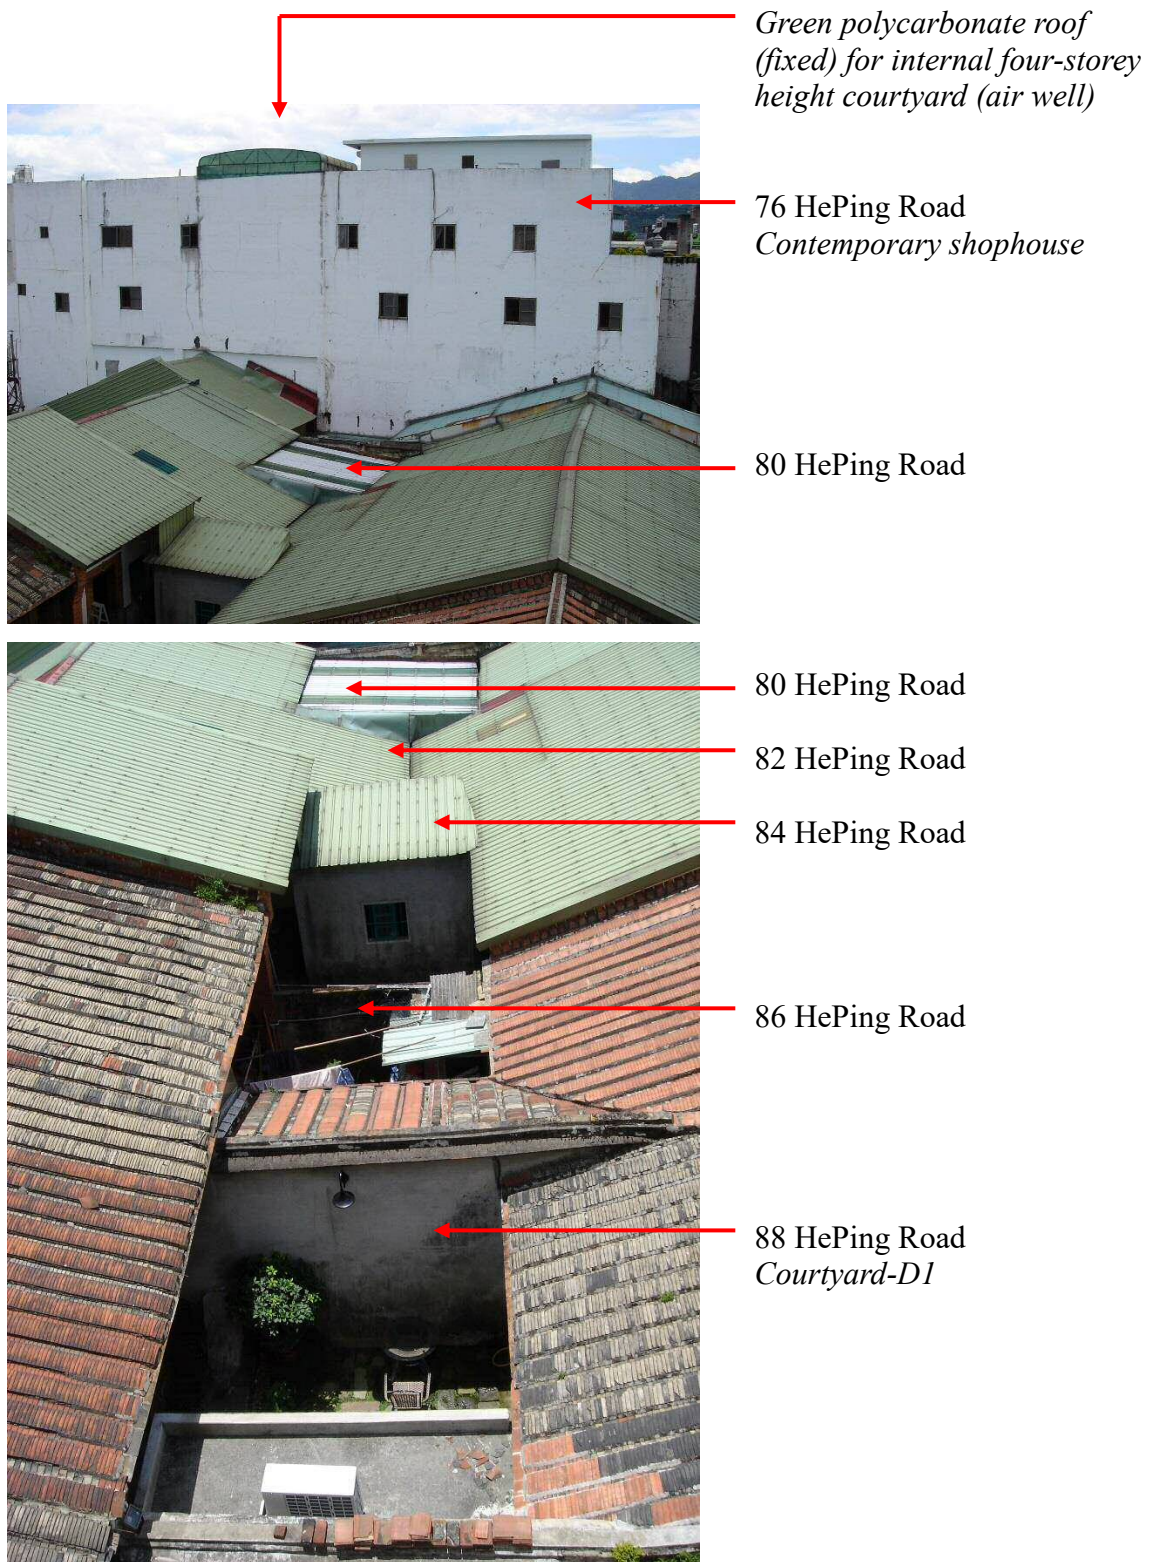 Green polycarbonate roof
(fixed) for internal four-storey
height courtyard (air well)
76 HePing Road
Contemporary shophouse
80 HePing Road
80 HePing Road
82 HePing Road
84 HePing Road
86 HePing Road
88 HePing Road
Courtyard-D1